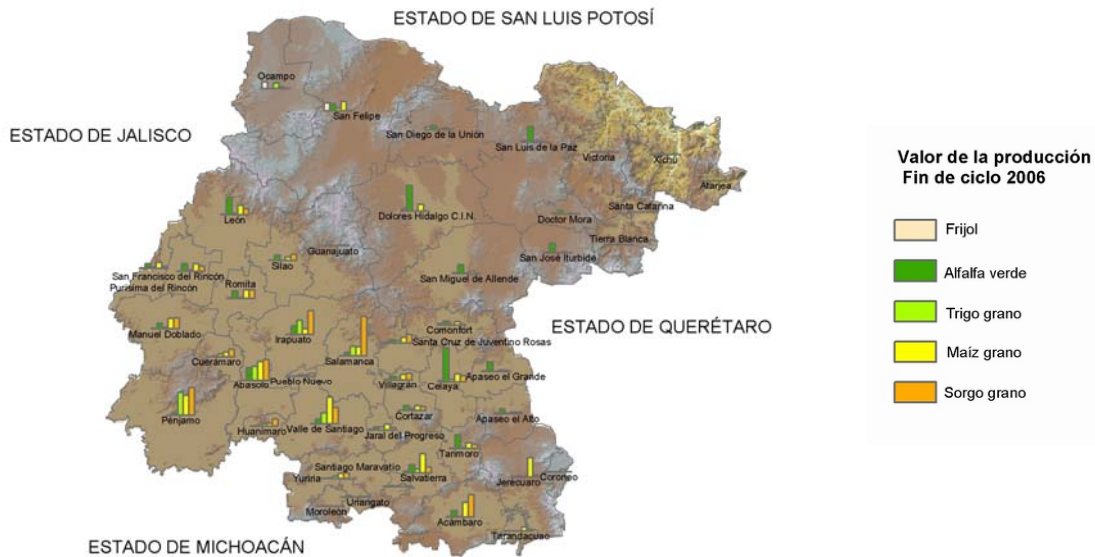 ESTADO DE SAN LUIS POTOSÍ
Ocampo
San Felipe
ESTADO DE JALISCO
San Diego de la Unión
San Luis de la Paz
Victoria
Xichú
Atarjea
León
Dolores Hidalgo C.I.N.
Doctor Mora
Santa Catarina
Tierra Blanca
Guanajuato
Silao
San José Iturbide
San Francisco del Rincón
Purísima del Rincón
Romita
San Miguel de Allende
Manuel Doblado
Irapuato
Salamanca
Comonfort
Santa Cruz de Juventino Rosas
ESTADO DE QUERÉTARO
Cuerámaro
Abasolo
Pueblo Nuevo
Villagrán
Celaya
Apaseo el Grande
Pénjamo
Huanimaro
Valle de Santiago
Cortazar
Jaral del Progreso
Apaseo el Alto
Tarimoro
Santiago Maravatío
Yuriria
Salvatierra
Jerecuaro
Coroneo
Uriangato
Moroleón
Acámbaro
Tarandacuao
ESTADO DE MICHOACÁN
Valor de la producción
Fin de ciclo 2006
Frijol
Alfalfa verde
Trigo grano
Maíz grano
Sorgo grano